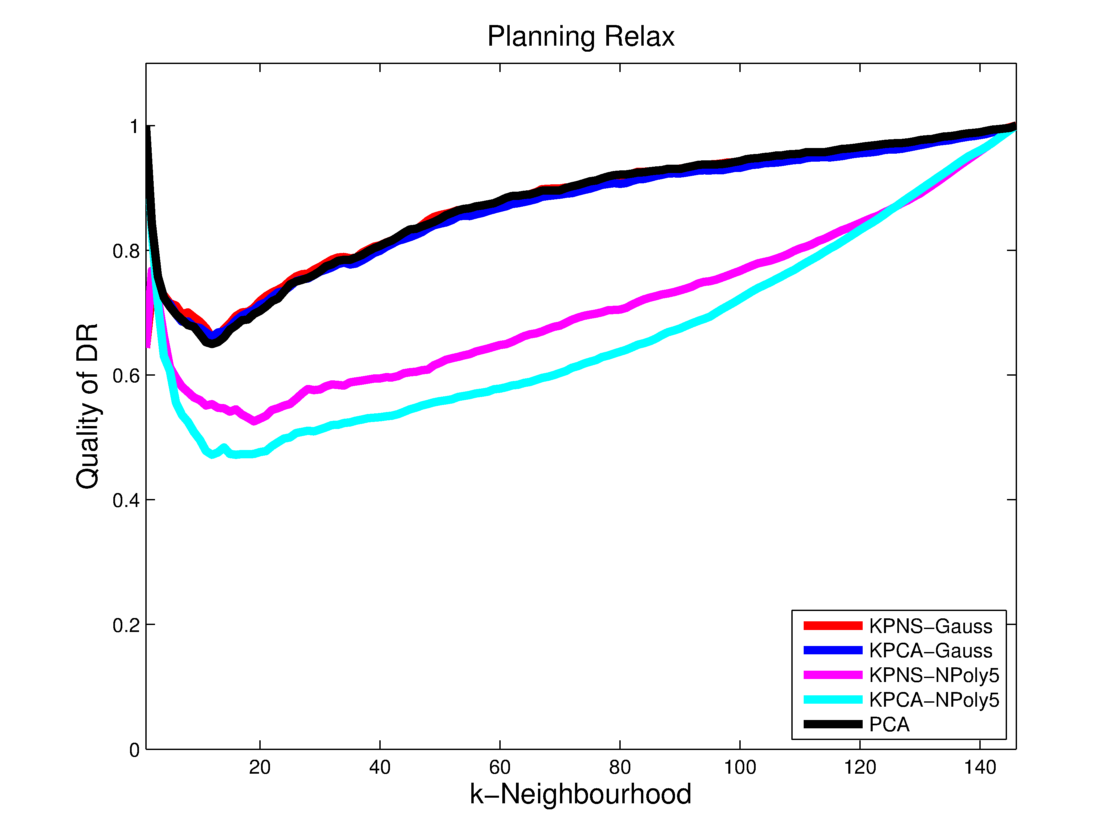 Planning Relax
Quality of DR
1
0.8
0.6
0.4
0.2
0
20 40 60 80 100 120 140
k−Neighbourhood
KPNS−Gauss
KPCA−Gauss
KPNS−NPoly5
KPCA−NPoly5
PCA